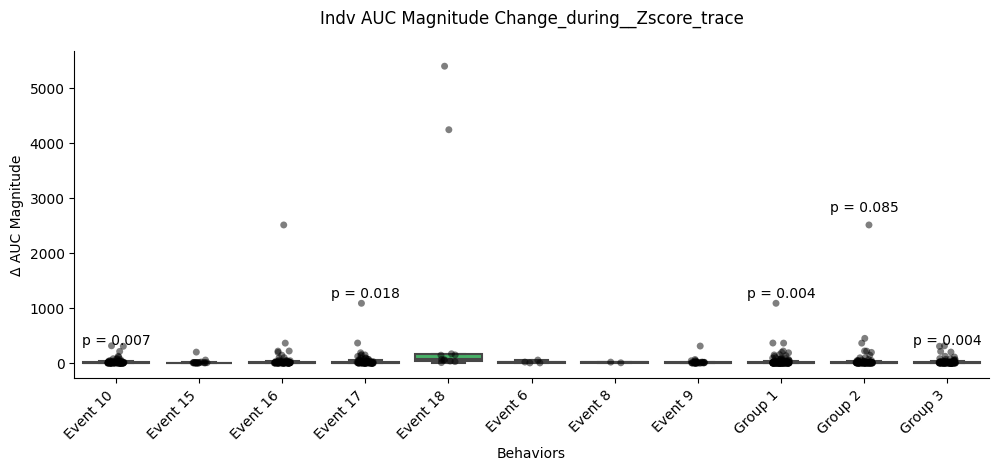 Indv AUC Magnitude Change_during__Zscore_trace
Δ AUC Magnitude
5000
4000
3000
2000
1000
0
p = 0.007
p = 0.018
p = 0.004
p = 0.085
p = 0.004
Event 10
Event 15
Event 16
Event 17
Event 18
Event 6
Event 8
Event 9
Group 1
Group 2
Group 3
Behaviors